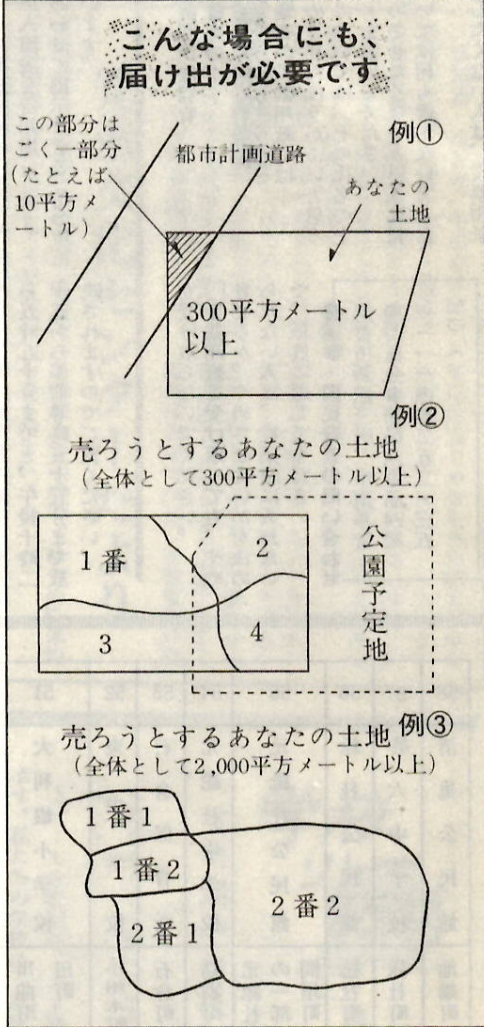 こんな場合にも、
届け出が必要です
例①
この部分は
ごく一部分
(たとえば
10平方メ
ートル)
都市計画道路
あなたの
土地
300平方メートル
以上
例②
売ろうとするあなたの土地
(全体として300平方メートル以上)
1番
2
3
4
公園予定地
例③
売ろうとするあなたの土地
(全体として2,000平方メートル以上)
1番1
1番2
2番1
2番2